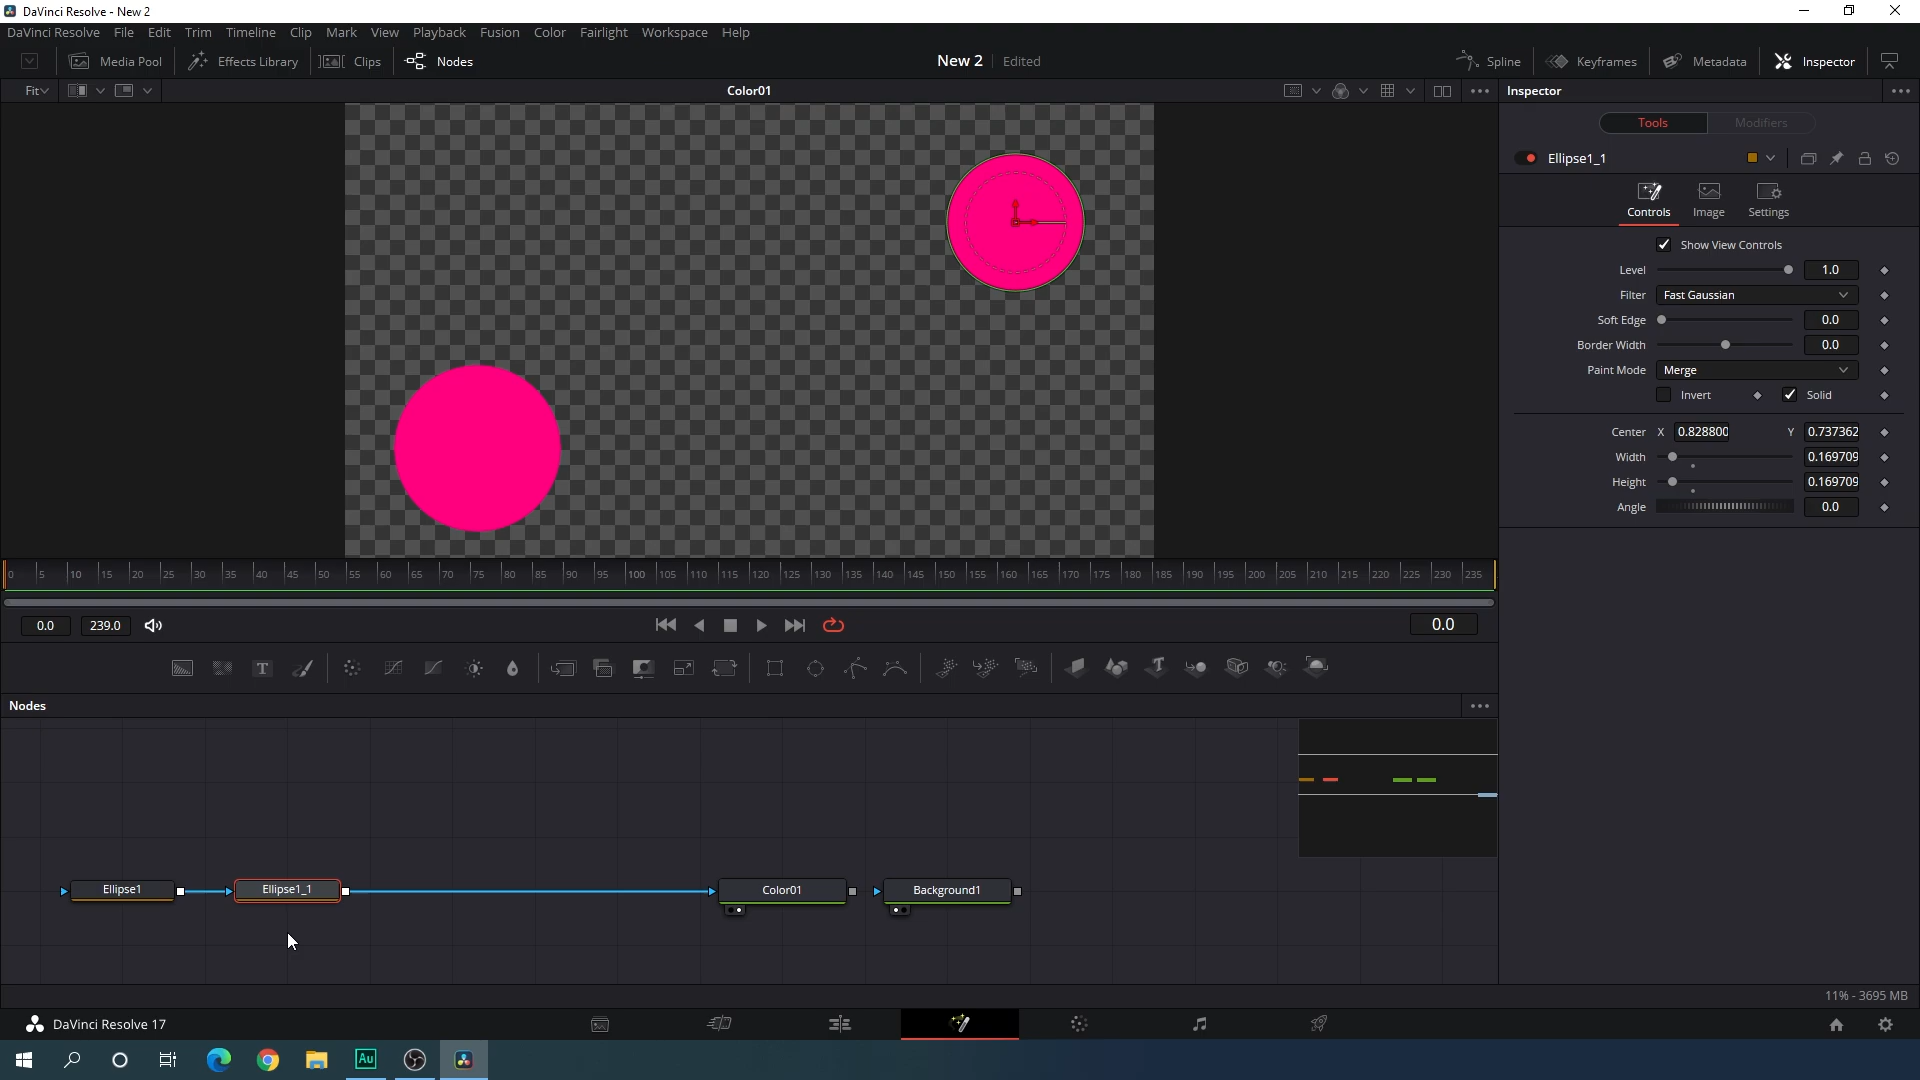 DaVinci Resolve - New 2
DaVinci Resolve File Edit Trim Timeline Clip Mark View Playback Fusion Color Fairlight Workspace Help
Media Pool Effects Library Clips Nodes New 2 Edited Spline Keyframes Metadata Inspector
Fit Color01 Inspector
Tools Modifiers
Ellipse1_1
Controls Image Settings
Show View Controls
Level 1.0
Filter Fast Gaussian
Soft Edge 0.0
Border Width 0.0
Paint Mode Merge
Invert Solid
Center X 0.828800 Y 0.737362
Width 0.169709
Height 0.169709
Angle 0.0
0 5 10 15 20 25 30 35 40 45 50 55 60 65 70 75 80 85 90 95 100 105 110 115 120 125 130 135 140 145 150 155 160 165 170 175 180 185 190 195 200 205 210 215 220 225 230 235
0.0 239.0 0.0
T T
Nodes
Ellipse1 Ellipse1_1 Color01 Background1
11% - 3695 MB
DaVinci Resolve 17
Au